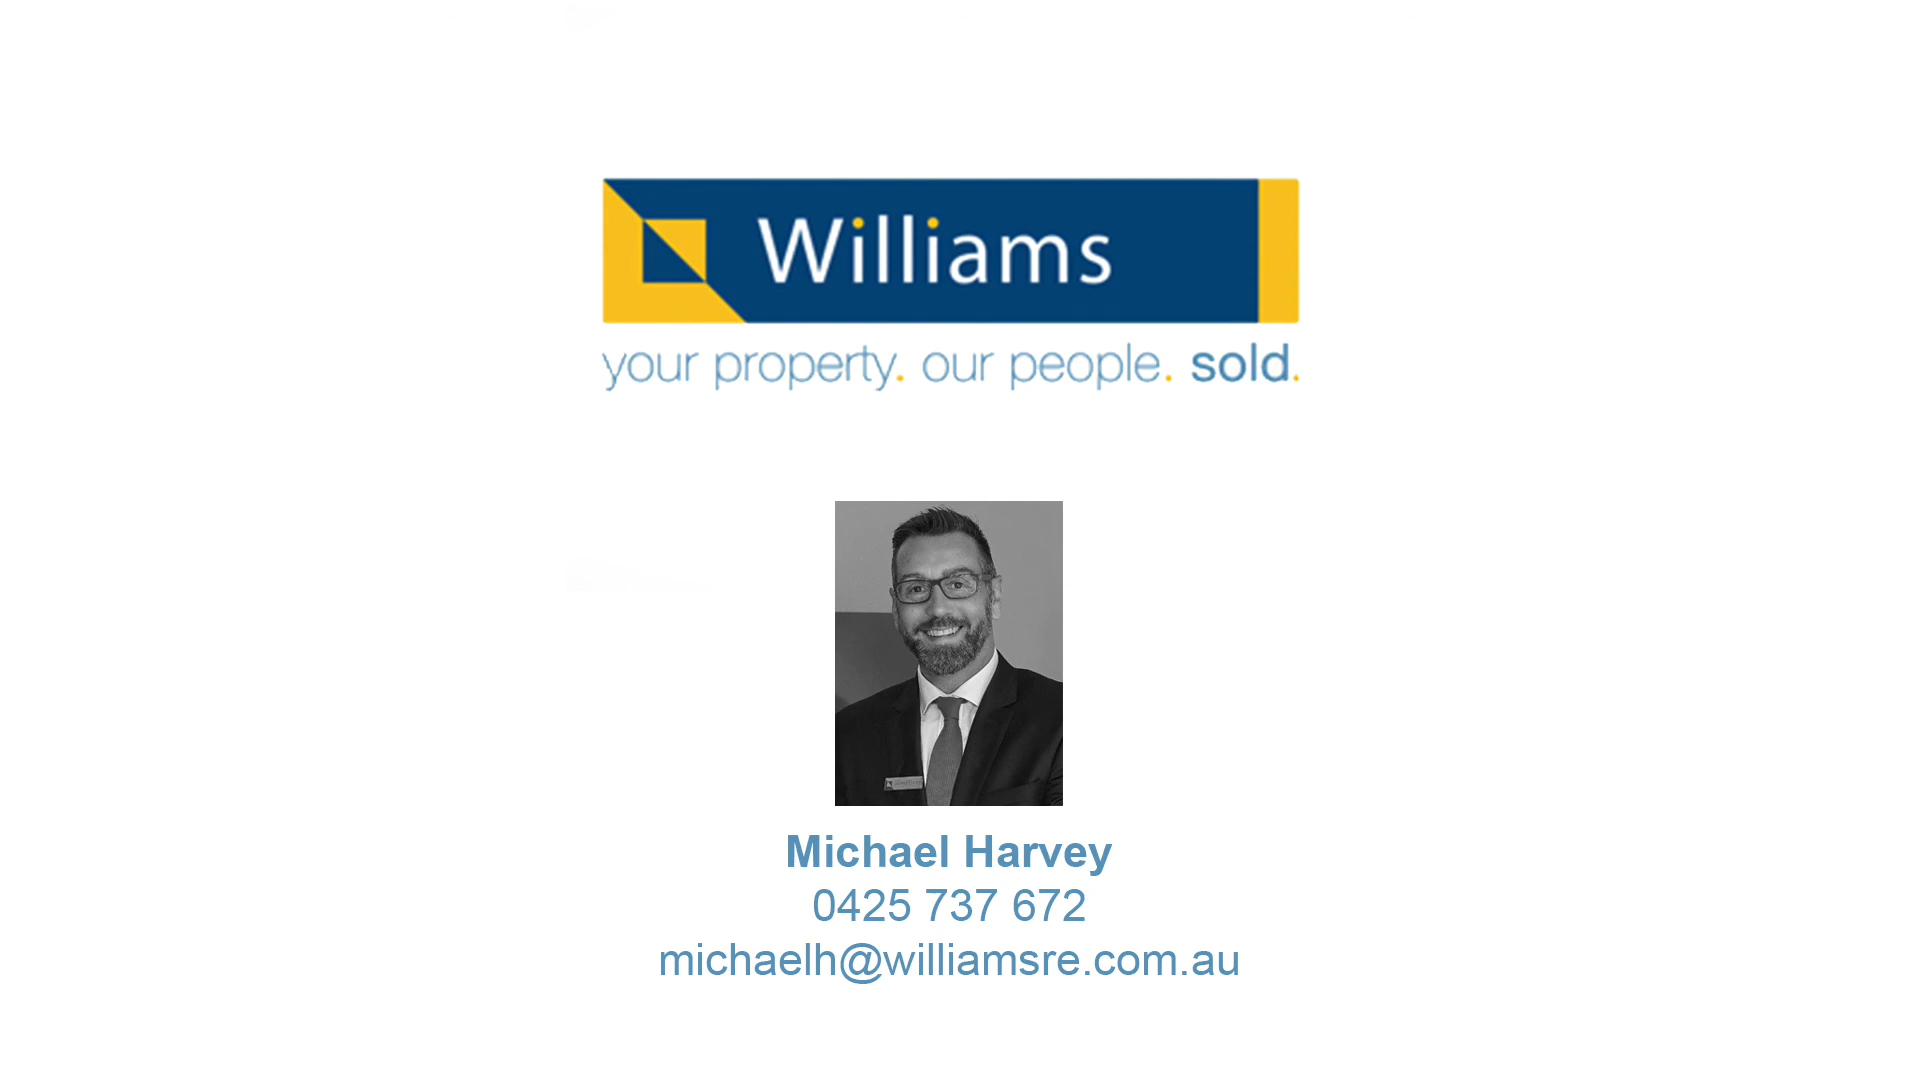 Williams
your property. our people. sold.
Michael Harvey
0425 737 672
michaelh@williamsre.com.au